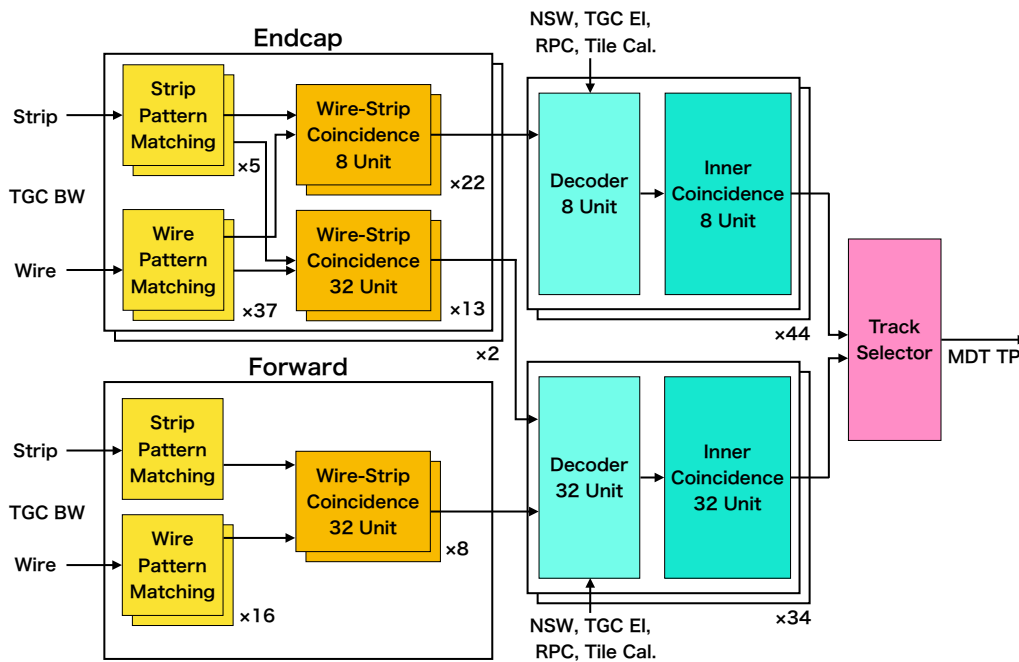 NSW, TGC EI,
RPC, Tile Cal.
Endcap
Strip
Strip
Pattern
Matching
×5
Wire-Strip
Coincidence
8 Unit
×22
TGC BW
Wire
Wire
Pattern
Matching
×37
Wire-Strip
Coincidence
32 Unit
×13
×2
Decoder
8 Unit
Inner
Coincidence
8 Unit
×44
Track
Selector
MDT TP
Forward
Strip
Strip
Pattern
Matching
TGC BW
Wire
Wire
Pattern
Matching
×16
Wire-Strip
Coincidence
32 Unit
×8
Decoder
32 Unit
Inner
Coincidence
32 Unit
×34
NSW, TGC EI,
RPC, Tile Cal.